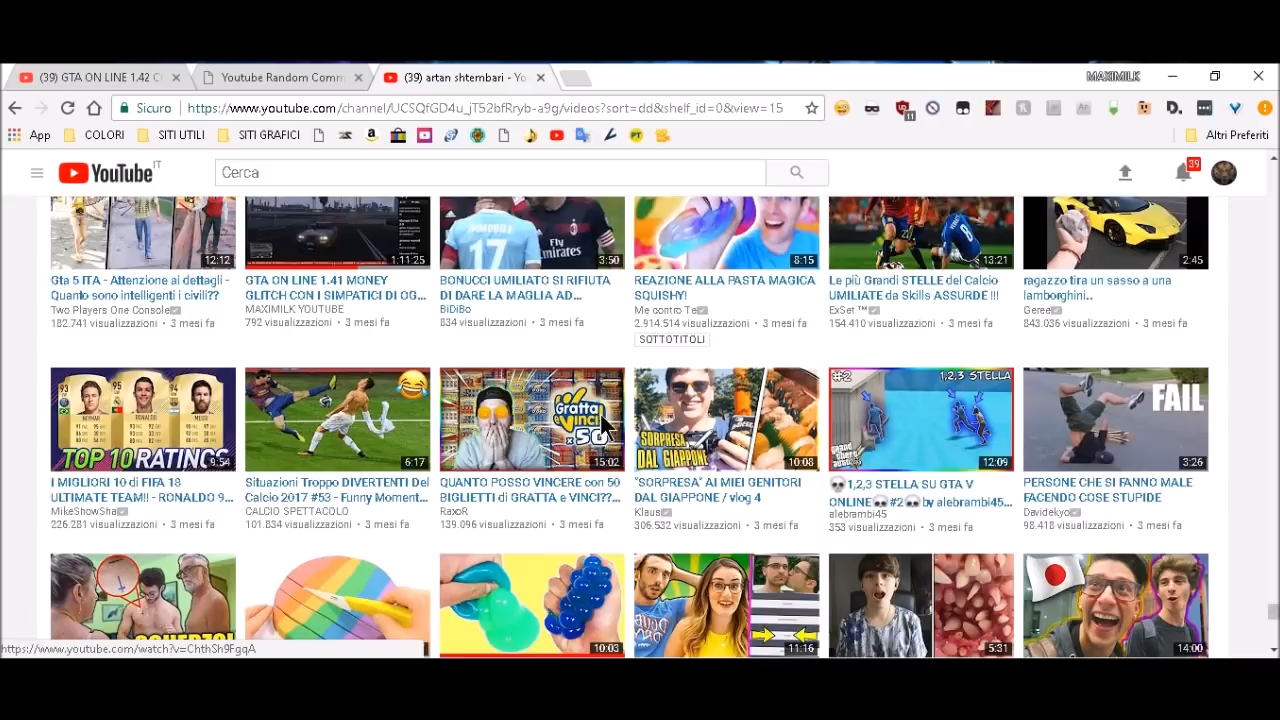 (39) GTA ON LINE 1.42 C
Youtube Random Comm
(39) artan shtembari - Yo
MAXIMILK
Sicuro
https://www.youtube.com/channel/UCSQfGD4u_jT52bfRryb-a9g/videos?sort=dd&shelf_id=0&view=15
11
App
COLORI
SITI UTILI
SITI GRAFICI
Altri Preferiti
YouTube IT
Cerca
39
12:12
1:11:25
17
Fly Emirates
3:50
8:15
13:21
2:45
Gta 5 ITA - Attenzione ai dettagli -
Quanto sono intelligenti i civili??
Two Players One Console
182.741 visualizzazioni • 3 mesi fa
GTA ON LINE 1.41 MONEY
GLITCH CON I SIMPATICI DI OG...
MAXIMILK YOUTUBE
792 visualizzazioni • 3 mesi fa
BONUCCI UMILIATO SI RIFIUTA
DI DARE LA MAGLIA AD...
BiDiBo
834 visualizzazioni • 3 mesi fa
REAZIONE ALLA PASTA MAGICA
SQUISHY!
Me contro Te
2.914.514 visualizzazioni • 3 mesi fa
SOTTOTITOLI
Le più Grandi STELLE del Calcio
UMILIATE da Skills ASSURDE !!!
ExSet ™
154.410 visualizzazioni • 3 mesi fa
ragazzo tira un sasso a una
lamborghini..
Geree
843.036 visualizzazioni • 3 mesi fa
93
95
94
NEYMAR
RONALDO
MESSI
TOP 10 RATINGS
9:54
6:17
Gratta e Vinci
x 50
15:02
SORPRESA
DAL GIAPPONE
10:08
#2
1,2,3 STELLA
12:09
FAIL
3:26
I MIGLIORI 10 di FIFA 18
ULTIMATE TEAM!! - RONALDO 9...
MikeShowSha
226.281 visualizzazioni • 3 mesi fa
Situazioni Troppo DIVERTENTI Del
Calcio 2017 #53 - Funny Moment...
CALCIO SPETTACOLO
101.834 visualizzazioni • 3 mesi fa
QUANTO POSSO VINCERE con 50
BIGLIETTI di GRATTA e VINCI??...
RaxoR
139.096 visualizzazioni • 3 mesi fa
"SORPRESA" AI MIEI GENITORI
DAL GIAPPONE / vlog 4
Klaus
306.532 visualizzazioni • 3 mesi fa
💀1,2,3 STELLA SU GTA V
ONLINE💀#2💀by alebrambi45...
alebrambi45
353 visualizzazioni • 3 mesi fa
PERSONE CHE SI FANNO MALE
FACENDO COSE STUPIDE
Davidekyo
98.418 visualizzazioni • 3 mesi fa
10:03
11:16
5:31
14:00
https://www.youtube.com/watch?v=ChthSh9FgqA